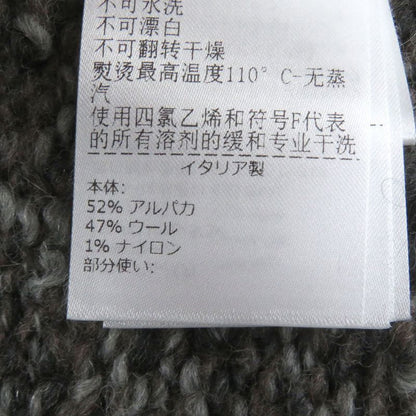 不可水洗
不可漂白
不可翻转干燥
熨烫最高温度110° C-无蒸
汽
使用四氯乙烯和符号F代表
的所有溶剂的缓和专业干洗
イタリア製
本体:
52% アルパカ
47% ウール
1% ナイロン
部分使い: